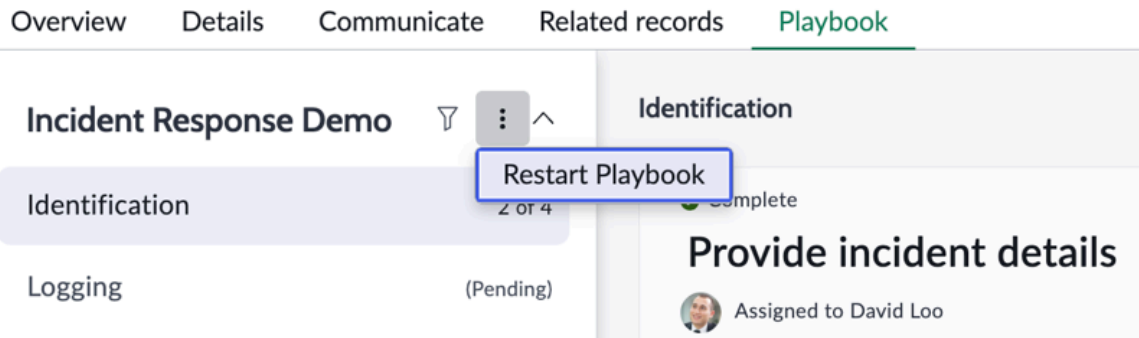 Overview Details Communicate Related records Playbook
Incident Response Demo
Restart Playbook
Identification 2 of 4
Logging (Pending)
Identification
Complete
Provide incident details
Assigned to David Loo